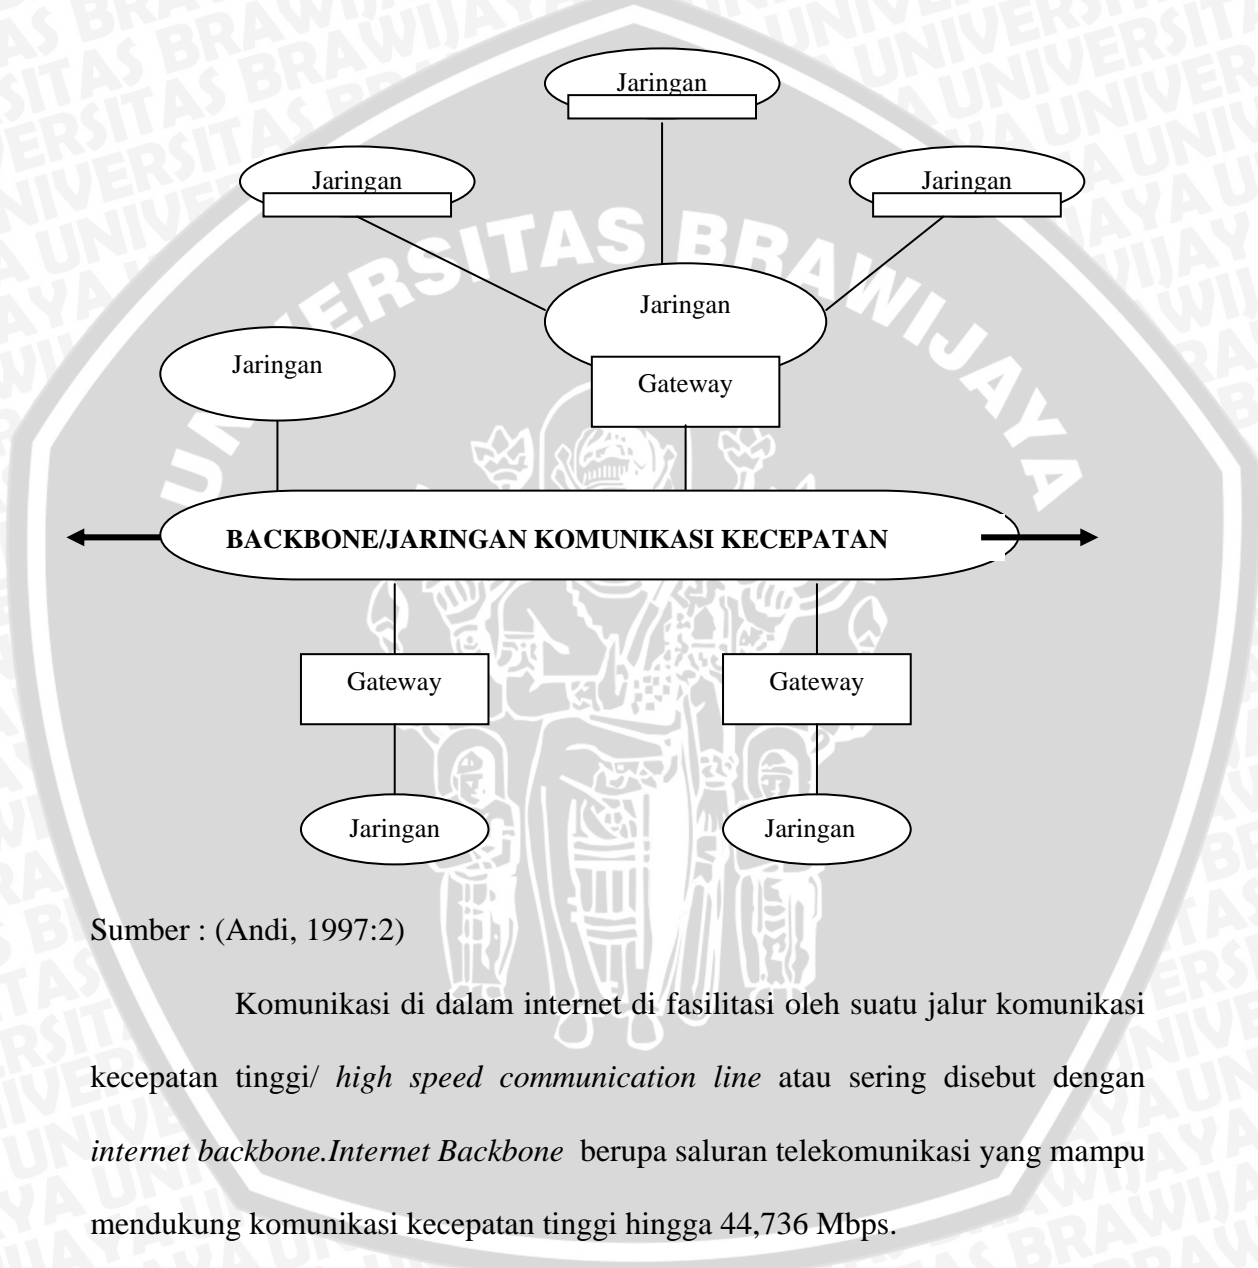 Jaringan
Jaringan
Jaringan
Jaringan
Jaringan
Gateway
BACKBONE/JARINGAN KOMUNIKASI KECEPATAN
Gateway
Gateway
Jaringan
Jaringan
Sumber : (Andi, 1997:2)
Komunikasi di dalam internet di fasilitasi oleh suatu jalur komunikasi
kecepatan tinggi/ high speed communication line atau sering disebut dengan
internet backbone.Internet Backbone berupa saluran telekomunikasi yang mampu
mendukung komunikasi kecepatan tinggi hingga 44,736 Mbps.
UNIVERSITAS BRAWIJAYA